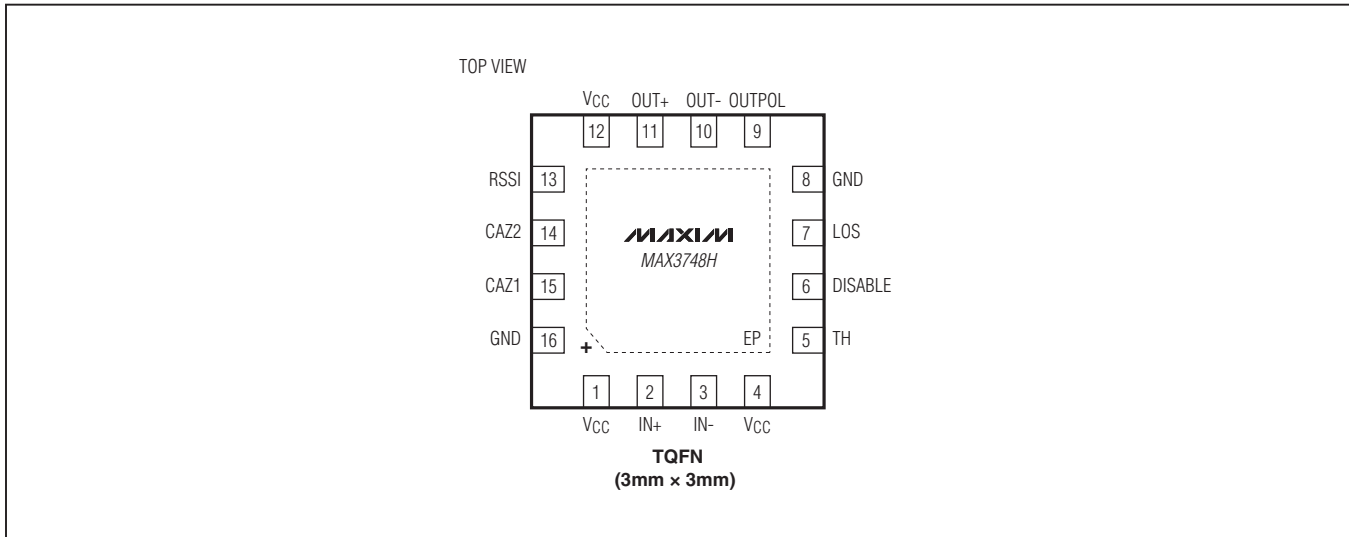 TOP VIEW
VCC OUT+ OUT- OUTPOL
12 11 10 9
RSSI 13 8 GND
CAZ2 14 MAXIM 7 LOS
MAX3748H
CAZ1 15 6 DISABLE
GND 16 + EP 5 TH
1 2 3 4
VCC IN+ IN- VCC
TQFN
(3mm × 3mm)